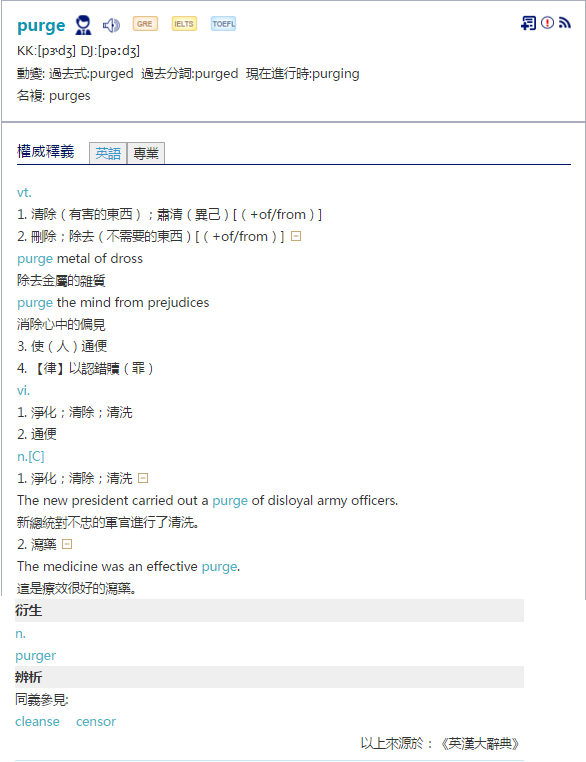 purge GRE IELTS TOEFL
KK:[pɝdʒ] DJ:[pə:dʒ]
動變: 過去式:purged 過去分詞:purged 現在進行時:purging
名複: purges
權威釋義 英語 專業
vt.
1. 清除（有害的東西）；肅清（異己）[（+of/from）]
2. 刪除；除去（不需要的東西）[（+of/from）]
purge metal of dross
除去金屬的雜質
purge the mind from prejudices
消除心中的偏見
3. 使（人）通便
4. 【律】以認錯贖（罪）
vi.
1. 淨化；清除；清洗
2. 通便
n.[C]
1. 淨化；清除；清洗
The new president carried out a purge of disloyal army officers.
新總統對不忠的軍官進行了清洗。
2. 瀉藥
The medicine was an effective purge.
這是療效很好的瀉藥。
衍生
n.
purger
辨析
同義參見:
cleanse censor
以上來源於：《英漢大辭典》